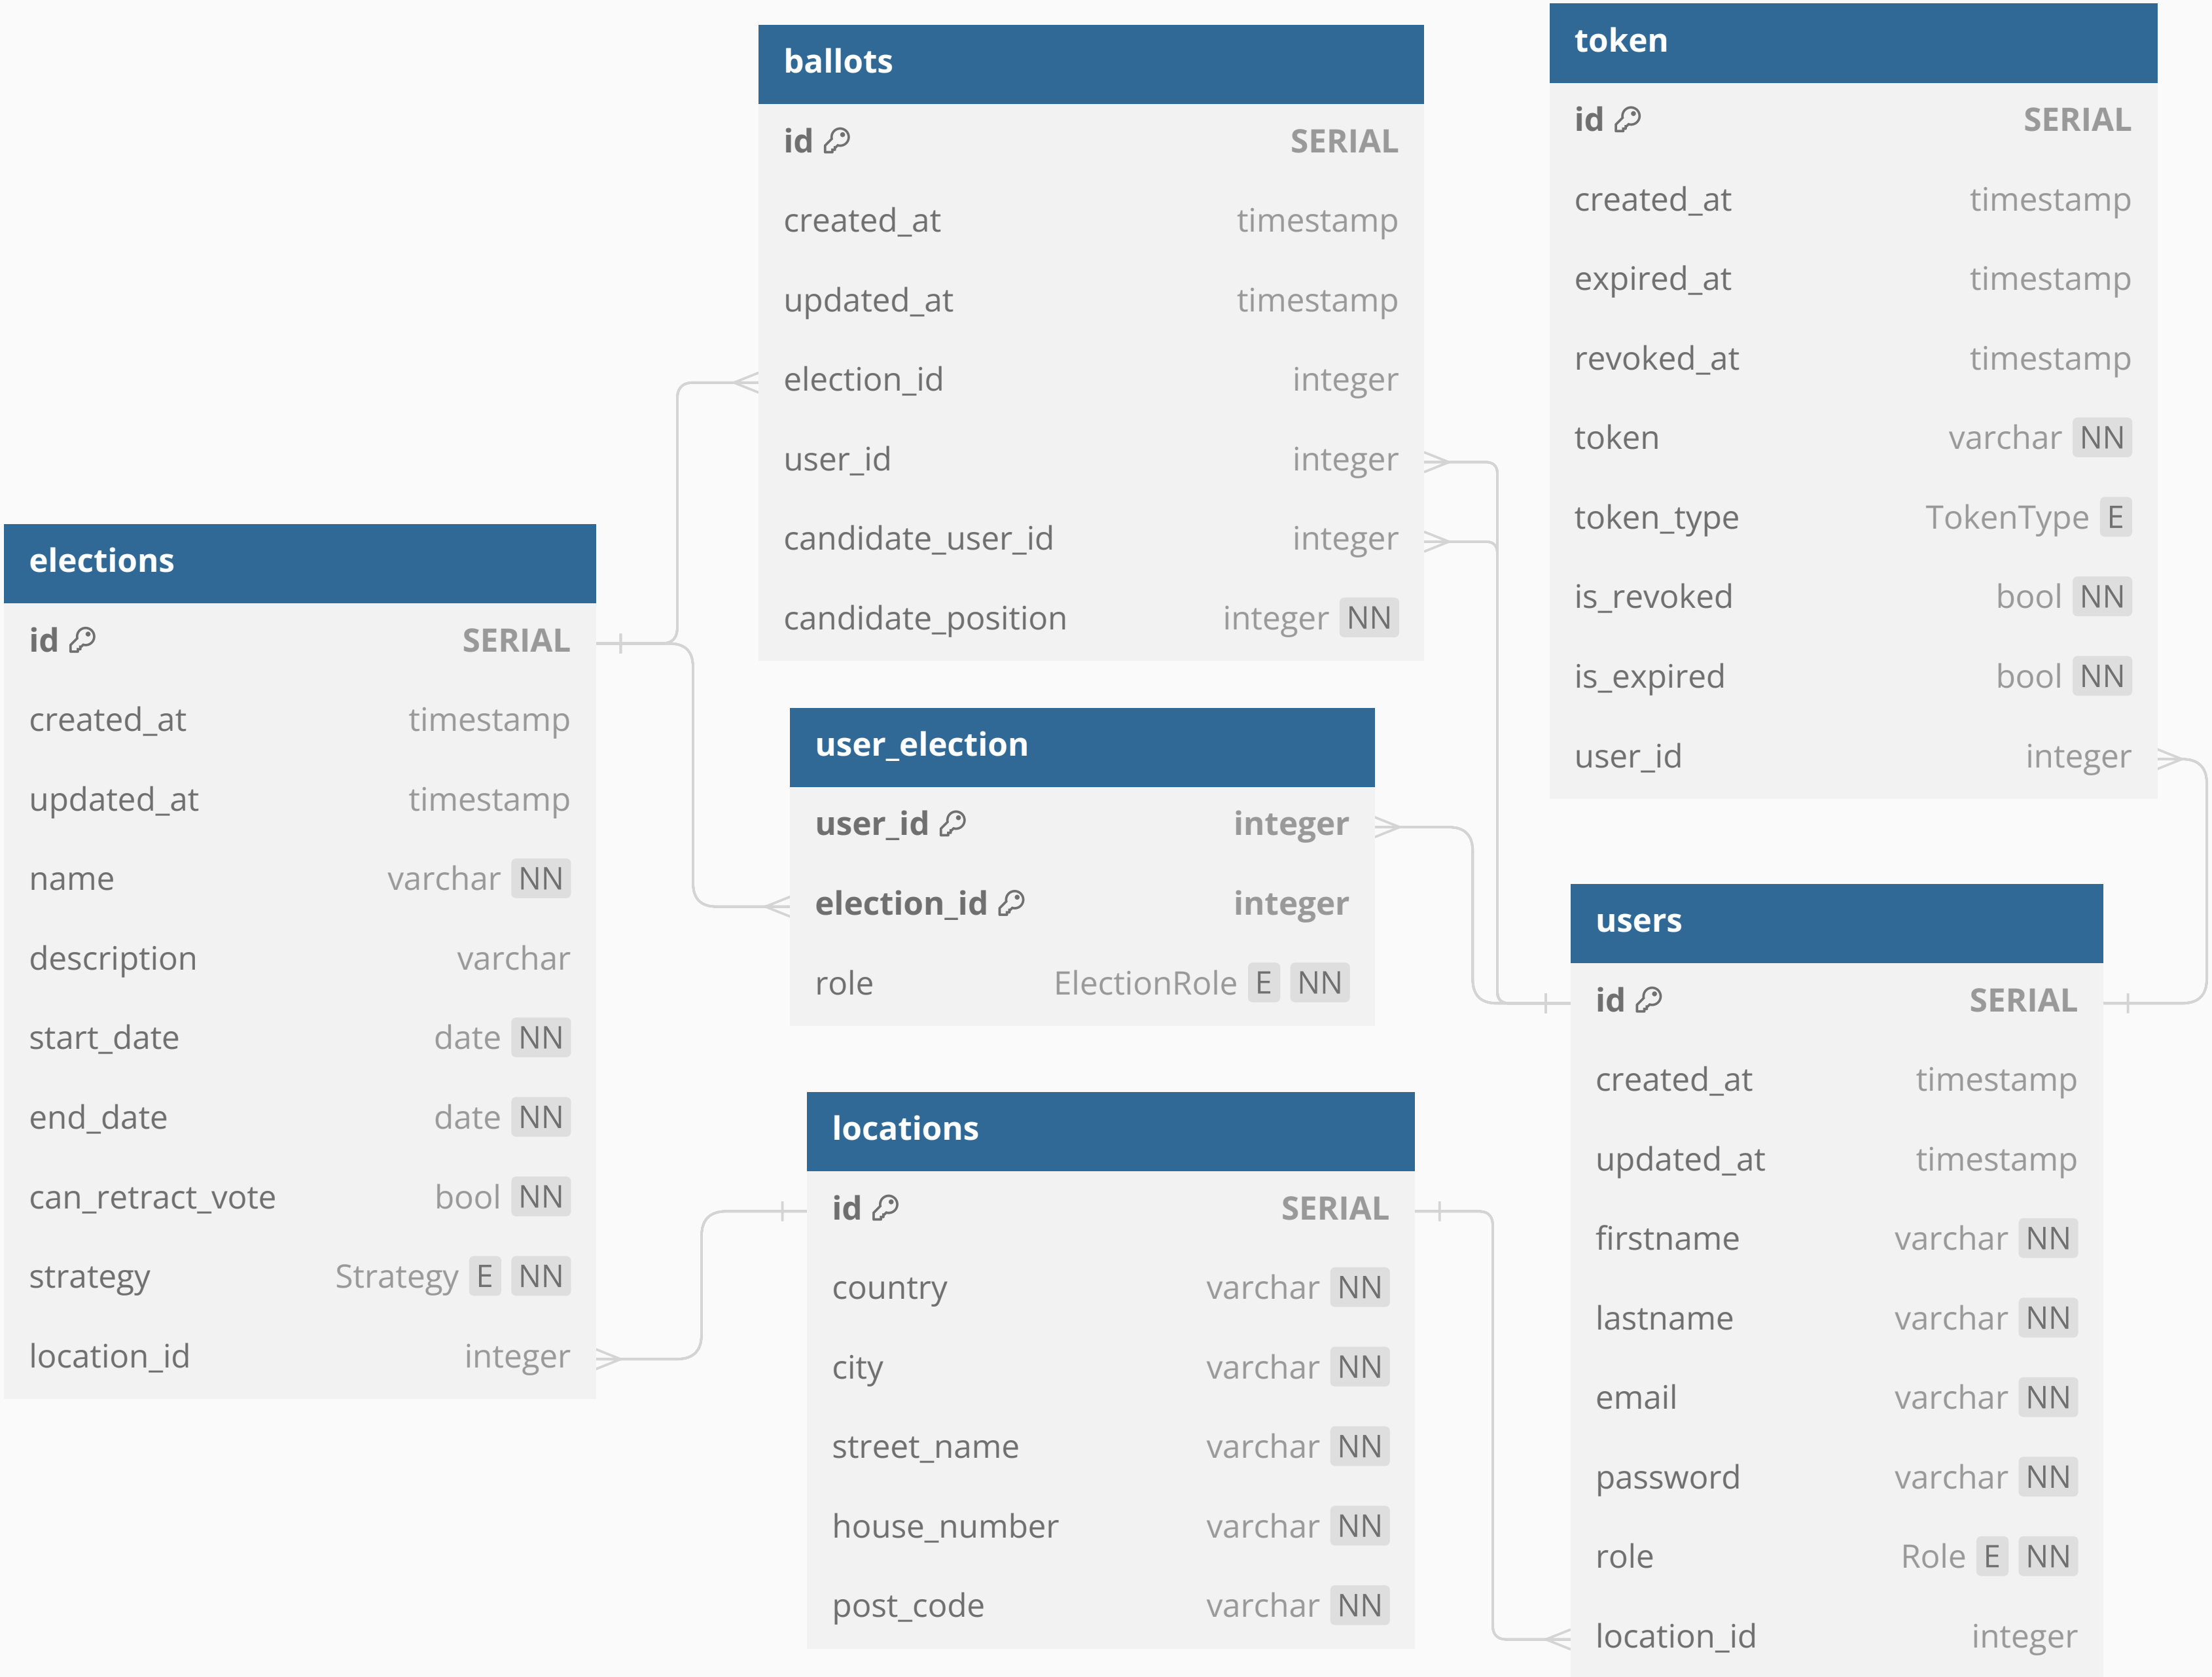 ballots
id SERIAL
created_at timestamp
updated_at timestamp
election_id integer
user_id integer
candidate_user_id integer
candidate_position integer NN
token
id SERIAL
created_at timestamp
expired_at timestamp
revoked_at timestamp
token varchar NN
token_type TokenType E
is_revoked bool NN
is_expired bool NN
user_id integer
elections
id SERIAL
created_at timestamp
updated_at timestamp
name varchar NN
description varchar
start_date date NN
end_date date NN
can_retract_vote bool NN
strategy Strategy E NN
location_id integer
user_election
user_id integer
election_id integer
role ElectionRole E NN
locations
id SERIAL
country varchar NN
city varchar NN
street_name varchar NN
house_number varchar NN
post_code varchar NN
users
id SERIAL
created_at timestamp
updated_at timestamp
firstname varchar NN
lastname varchar NN
email varchar NN
password varchar NN
role Role E NN
location_id integer